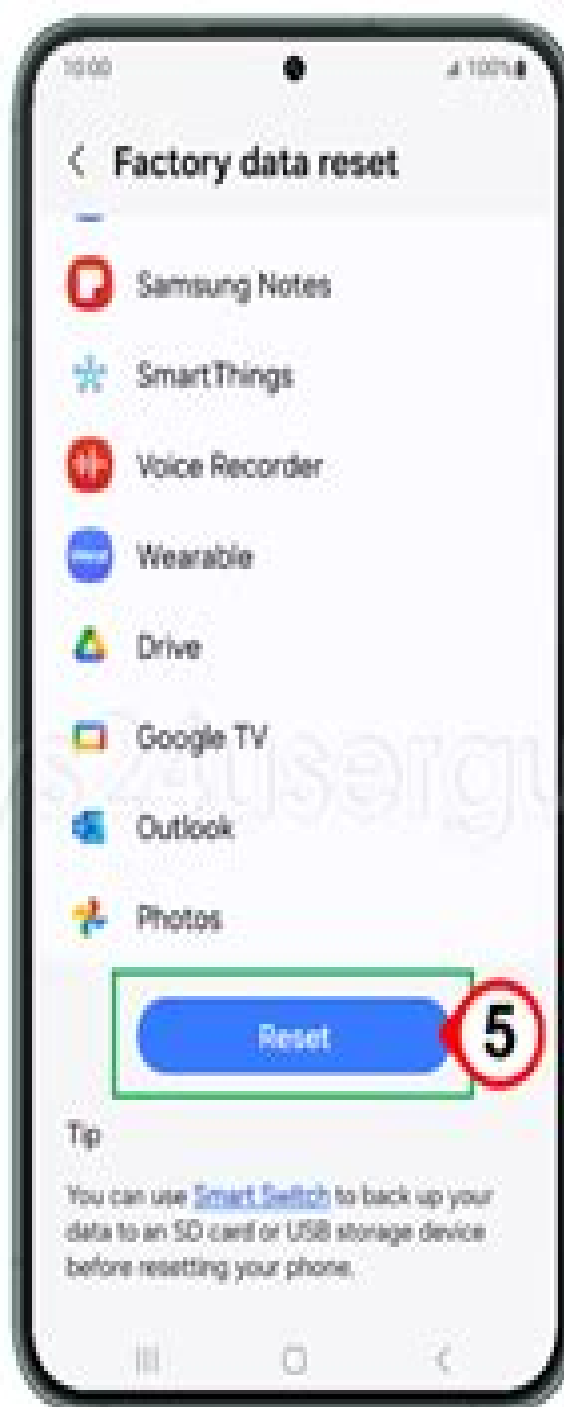 10:00
100%
Factory data reset
Samsung Notes
SmartThings
Voice Recorder
Wearable
Drive
Google TV
Outlook
Photos
Reset
5
Tip
You can use Smart Switch to back up your
data to an SD card or USB storage device
before resetting your phone.